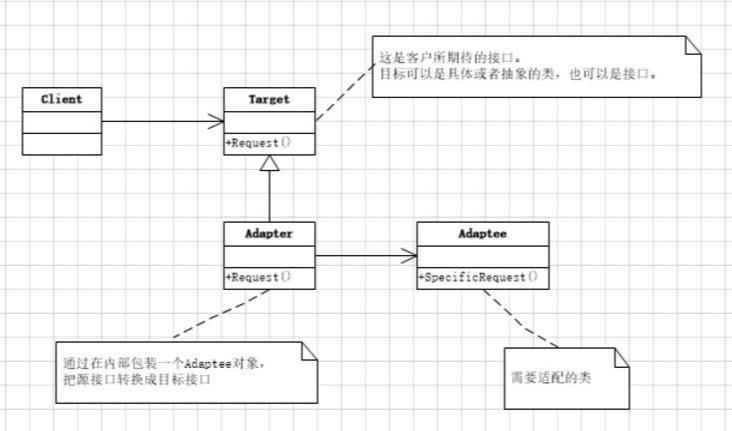 这是客户所期待的接口。
目标可以是具体或者抽象的类，也可以是接口。
Client
Target
+Request()
Adapter
+Request()
Adaptee
+SpecificRequest()
通过在内部包装一个Adaptee对象，
把源接口转换成目标接口
需要适配的类